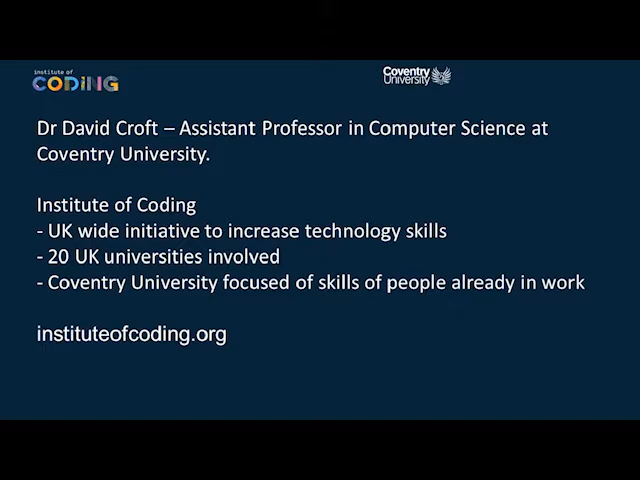 institute of
CODiNG
Coventry
University
Dr David Croft – Assistant Professor in Computer Science at
Coventry University.
Institute of Coding
- UK wide initiative to increase technology skills
- 20 UK universities involved
- Coventry University focused of skills of people already in work
instituteofcoding.org